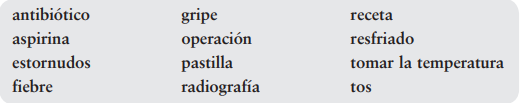 antibiótico gripe receta
aspirina operación resfriado
estornudos pastilla tomar la temperatura
fiebre radiografía tos